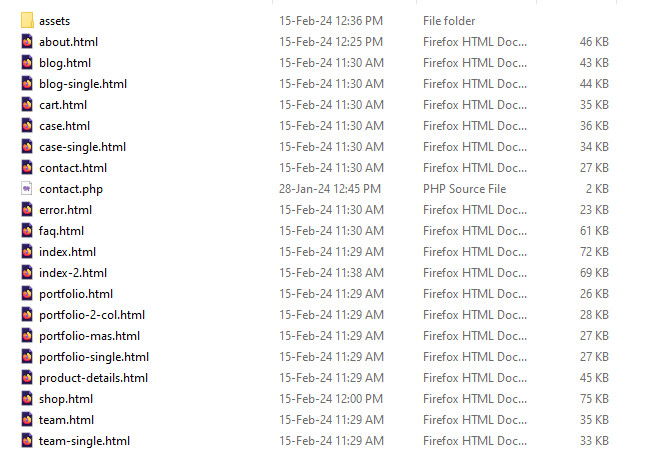 assets 15-Feb-24 12:36 PM File folder
about.html 15-Feb-24 12:25 PM Firefox HTML Doc... 46 KB
blog.html 15-Feb-24 11:30 AM Firefox HTML Doc... 43 KB
blog-single.html 15-Feb-24 11:30 AM Firefox HTML Doc... 44 KB
cart.html 15-Feb-24 11:30 AM Firefox HTML Doc... 35 KB
case.html 15-Feb-24 11:30 AM Firefox HTML Doc... 36 KB
case-single.html 15-Feb-24 11:30 AM Firefox HTML Doc... 34 KB
contact.html 15-Feb-24 11:30 AM Firefox HTML Doc... 27 KB
contact.php 28-Jan-24 12:45 PM PHP Source File 2 KB
error.html 15-Feb-24 11:30 AM Firefox HTML Doc... 23 KB
faq.html 15-Feb-24 11:30 AM Firefox HTML Doc... 61 KB
index.html 15-Feb-24 11:29 AM Firefox HTML Doc... 72 KB
index-2.html 15-Feb-24 11:38 AM Firefox HTML Doc... 69 KB
portfolio.html 15-Feb-24 11:29 AM Firefox HTML Doc... 26 KB
portfolio-2-col.html 15-Feb-24 11:29 AM Firefox HTML Doc... 28 KB
portfolio-mas.html 15-Feb-24 11:29 AM Firefox HTML Doc... 27 KB
portfolio-single.html 15-Feb-24 11:29 AM Firefox HTML Doc... 27 KB
product-details.html 15-Feb-24 11:29 AM Firefox HTML Doc... 45 KB
shop.html 15-Feb-24 12:00 PM Firefox HTML Doc... 75 KB
team.html 15-Feb-24 11:29 AM Firefox HTML Doc... 35 KB
team-single.html 15-Feb-24 11:29 AM Firefox HTML Doc... 33 KB